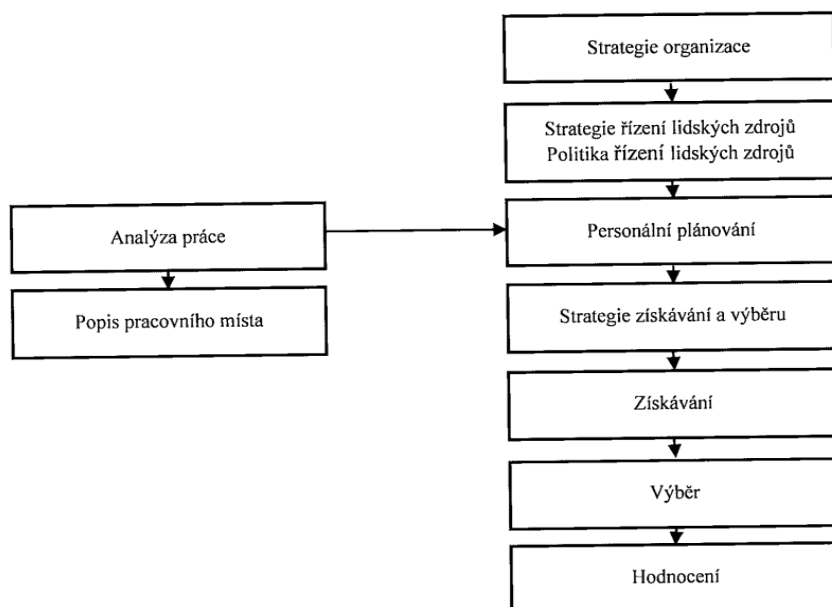 Strategie organizace
Strategie řízení lidských zdrojů
Politika řízení lidských zdrojů
Analýza práce
Personální plánování
Popis pracovního místa
Strategie získávání a výběru
Získávání
Výběr
Hodnocení